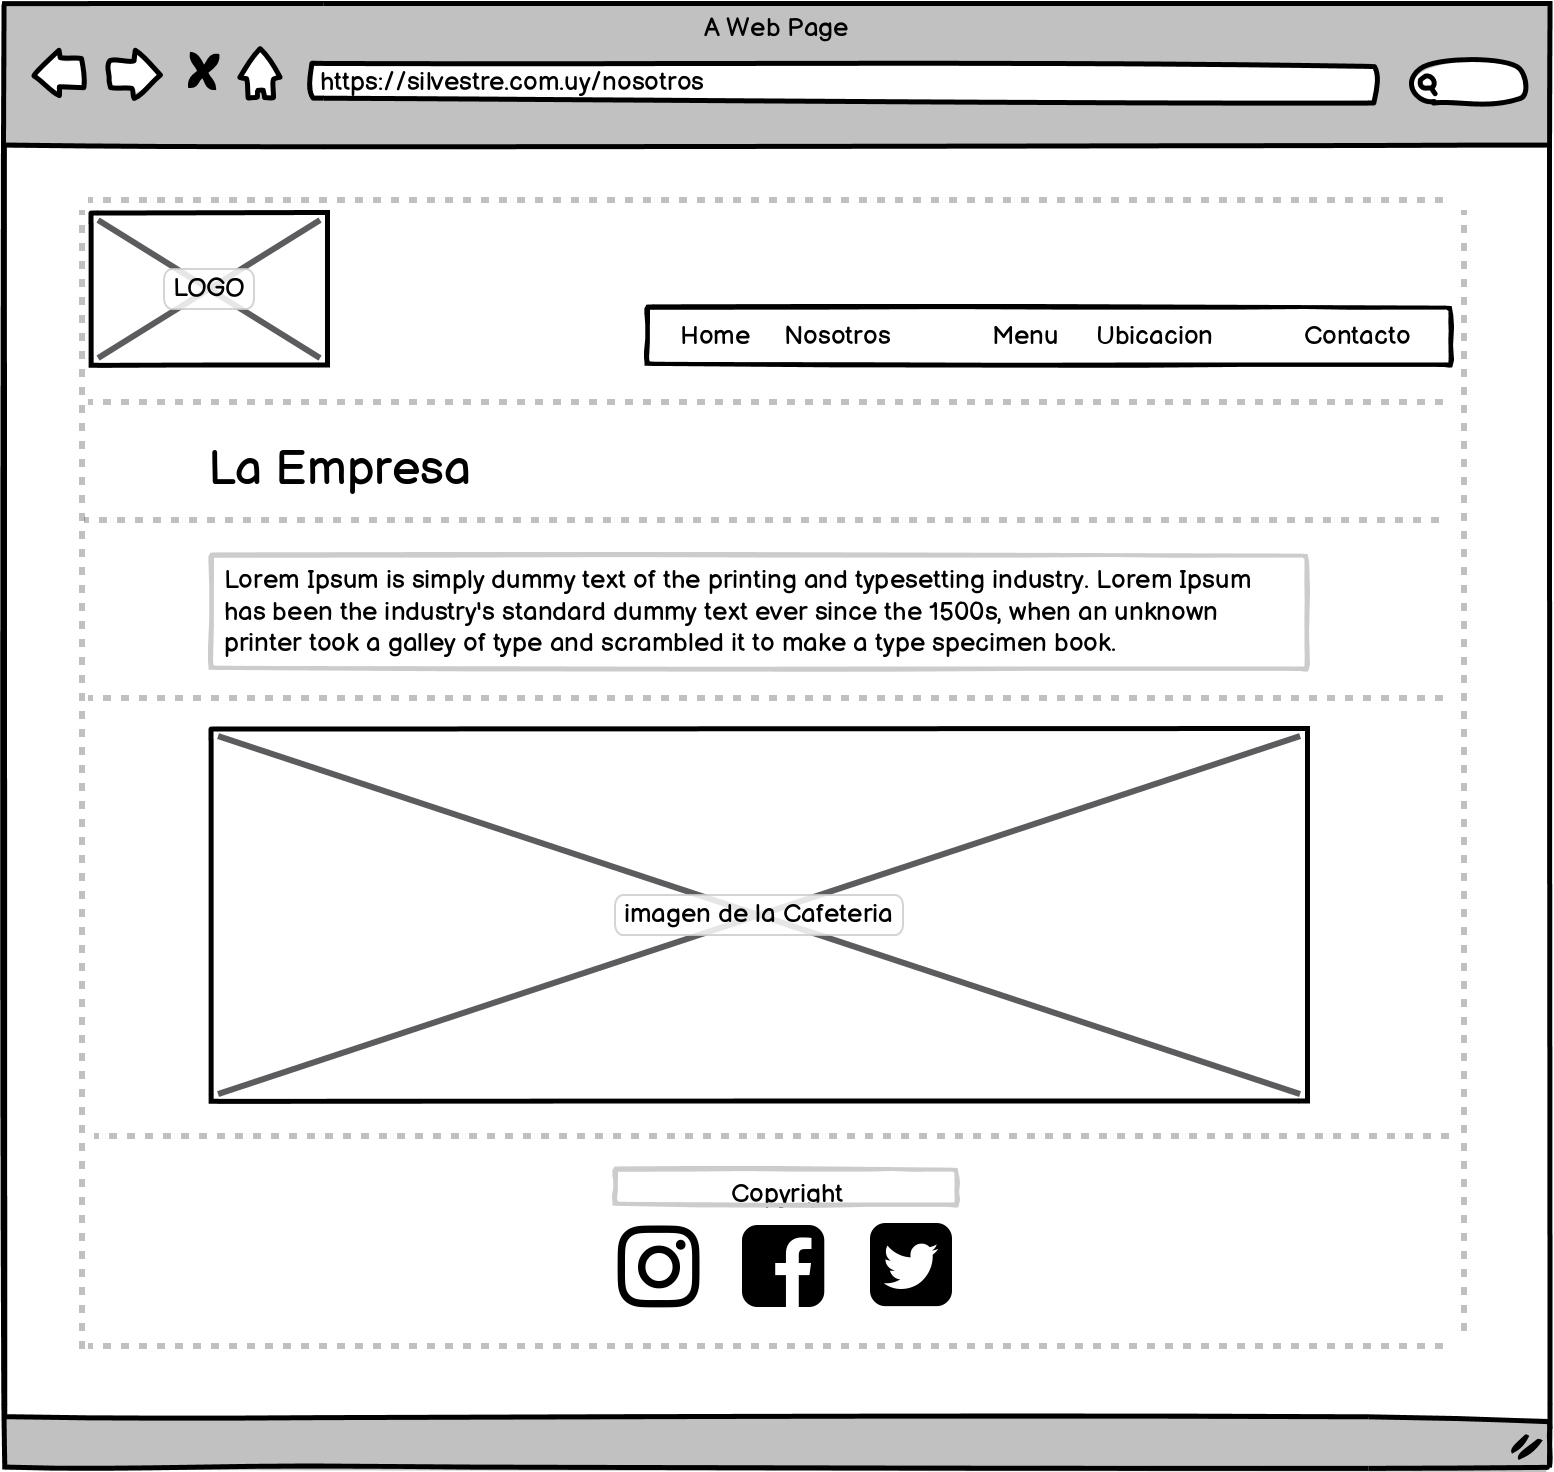 A Web Page
https://silvestre.com.uy/nosotros
LOGO
Home Nosotros Menu Ubicacion Contacto
La Empresa
Lorem Ipsum is simply dummy text of the printing and typesetting industry. Lorem Ipsum
has been the industry's standard dummy text ever since the 1500s, when an unknown
printer took a galley of type and scrambled it to make a type specimen book.
imagen de la Cafeteria
Copyright